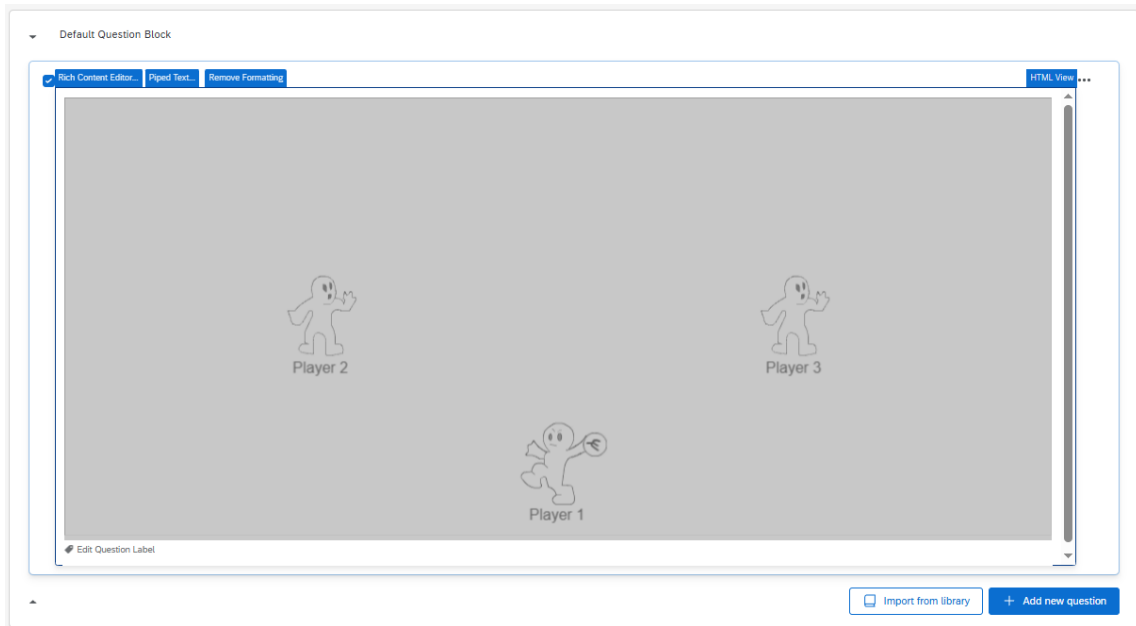 Default Question Block
Rich Content Editor... Piped Text... Remove Formatting HTML View
Player 2 Player 3
Player 1
Edit Question Label
Import from library + Add new question